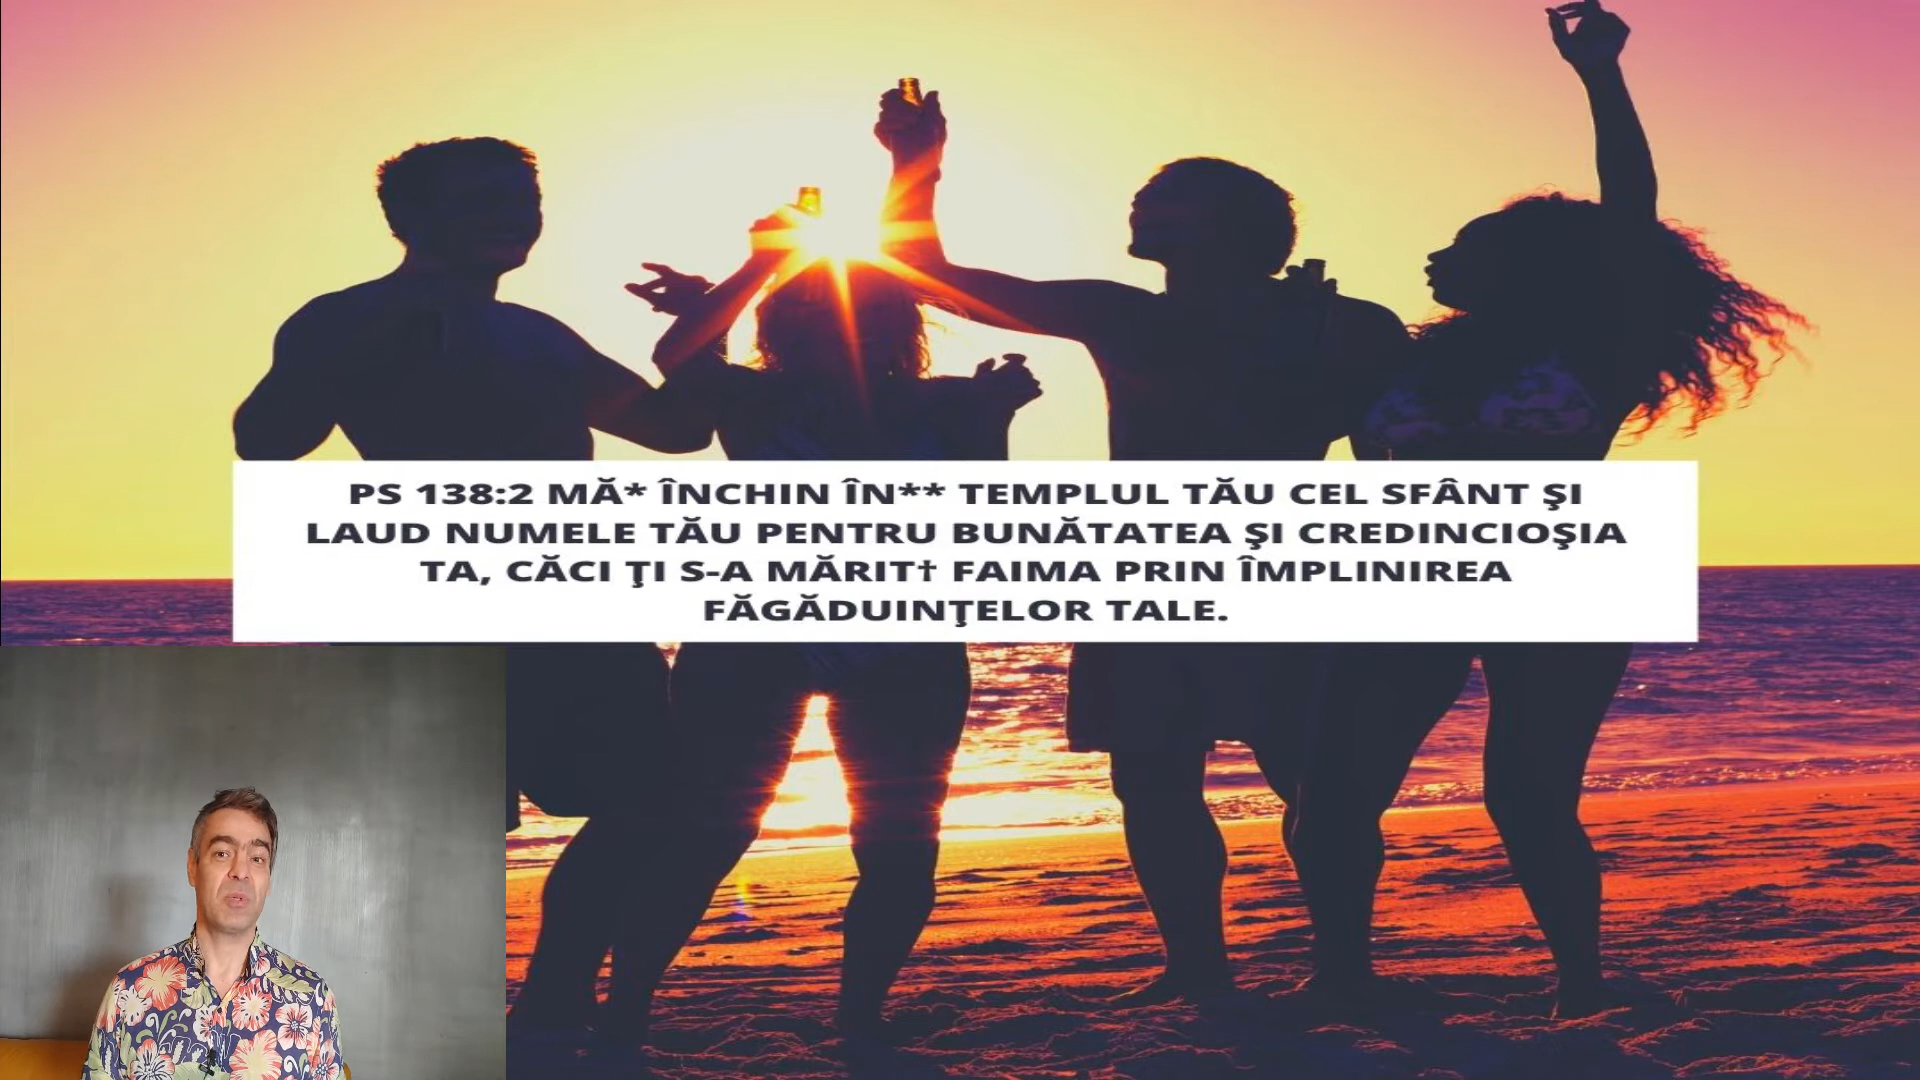 PS 138:2 MĂ* ÎNCHIN ÎN** TEMPLUL TĂU CEL SFÂNT ŞI
LAUD NUMELE TĂU PENTRU BUNĂTATEA ŞI CREDINCIOŞIA
TA, CĂCI ŢI S-A MĂRIT† FAIMA PRIN ÎMPLINIREA
FĂGĂDUINŢELOR TALE.